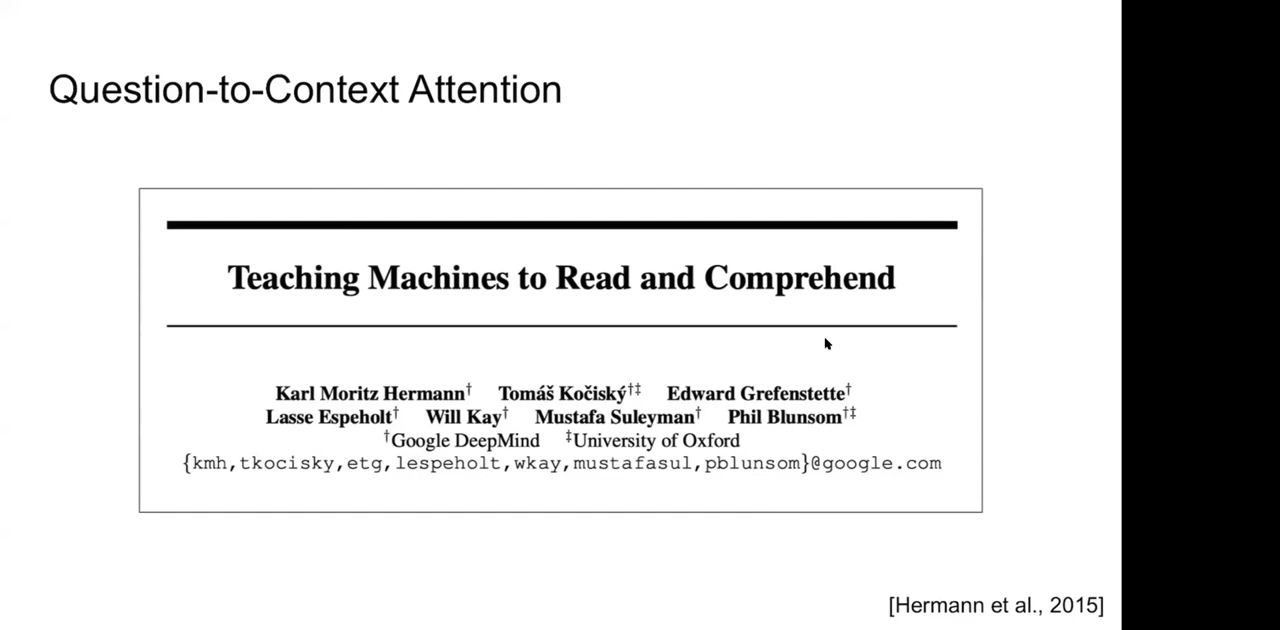 Question-to-Context Attention
Teaching Machines to Read and Comprehend
Karl Moritz Hermann† Tomáš Kočiský†‡ Edward Grefenstette†
Lasse Espeholt† Will Kay† Mustafa Suleyman† Phil Blunsom†‡
†Google DeepMind ‡University of Oxford
{kmh,tkocisky,etg,lespeholt,wkay,mustafasul,pblunsom}@google.com
[Hermann et al., 2015]